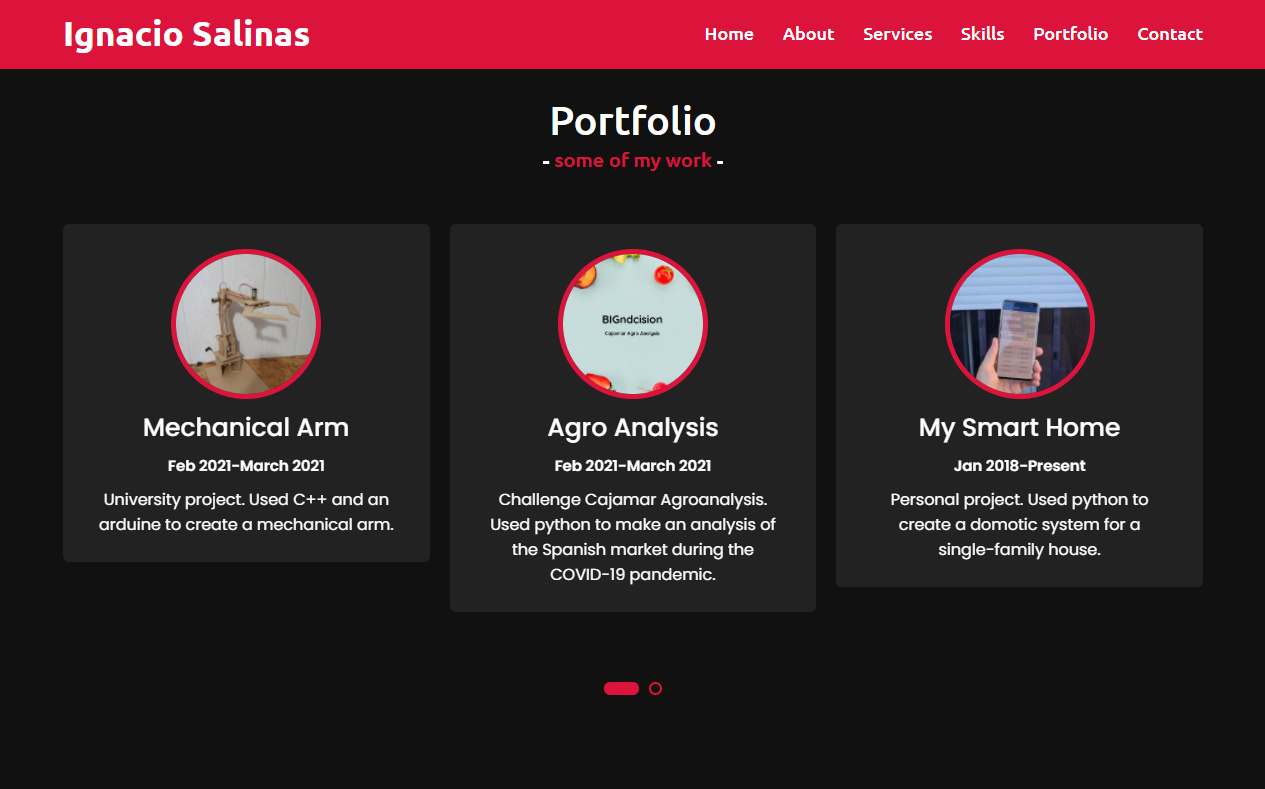 Ignacio Salinas
Home About Services Skills Portfolio Contact
Portfolio
- some of my work -
Mechanical Arm
Feb 2021-March 2021
University project. Used C++ and an
arduine to create a mechanical arm.
BIGndcision
Cajamar Agro Analysis
Agro Analysis
Feb 2021-March 2021
Challenge Cajamar Agroanalysis.
Used python to make an analysis of
the Spanish market during the
COVID-19 pandemic.
My Smart Home
Jan 2018-Present
Personal project. Used python to
create a domotic system for a
single-family house.